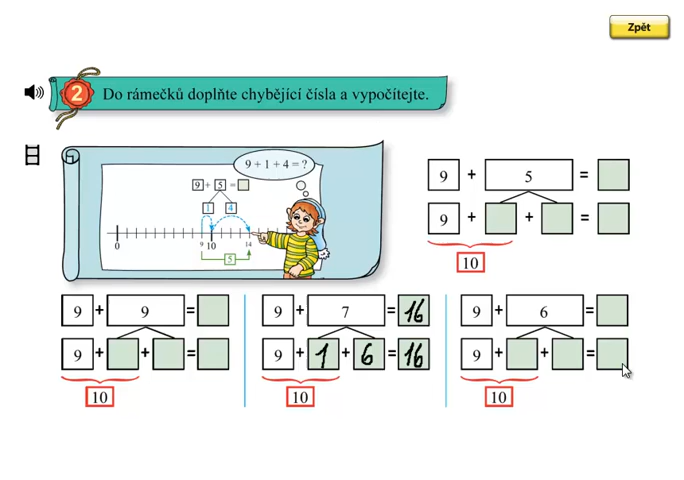 Zpět
2 Do rámečků doplňte chybějící čísla a vypočítejte.
9 + 1 + 4 = ?
9 + 5 =
1 4
0 9 10 14
5
9 + 5 =
9 + + =
10
9 + 9 =
9 + + =
10
9 + 7 = 16
9 + 1 + 6 = 16
10
9 + 6 =
9 + + =
10